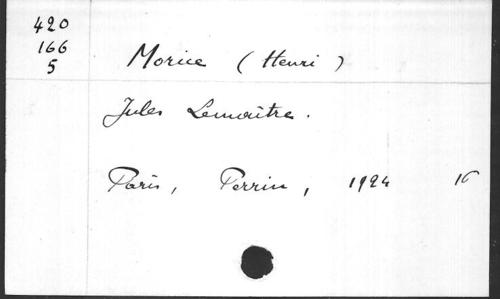 420
166
5
Morice (Henri)
Jules Lemaître.
Paris, Perrin, 1924 16